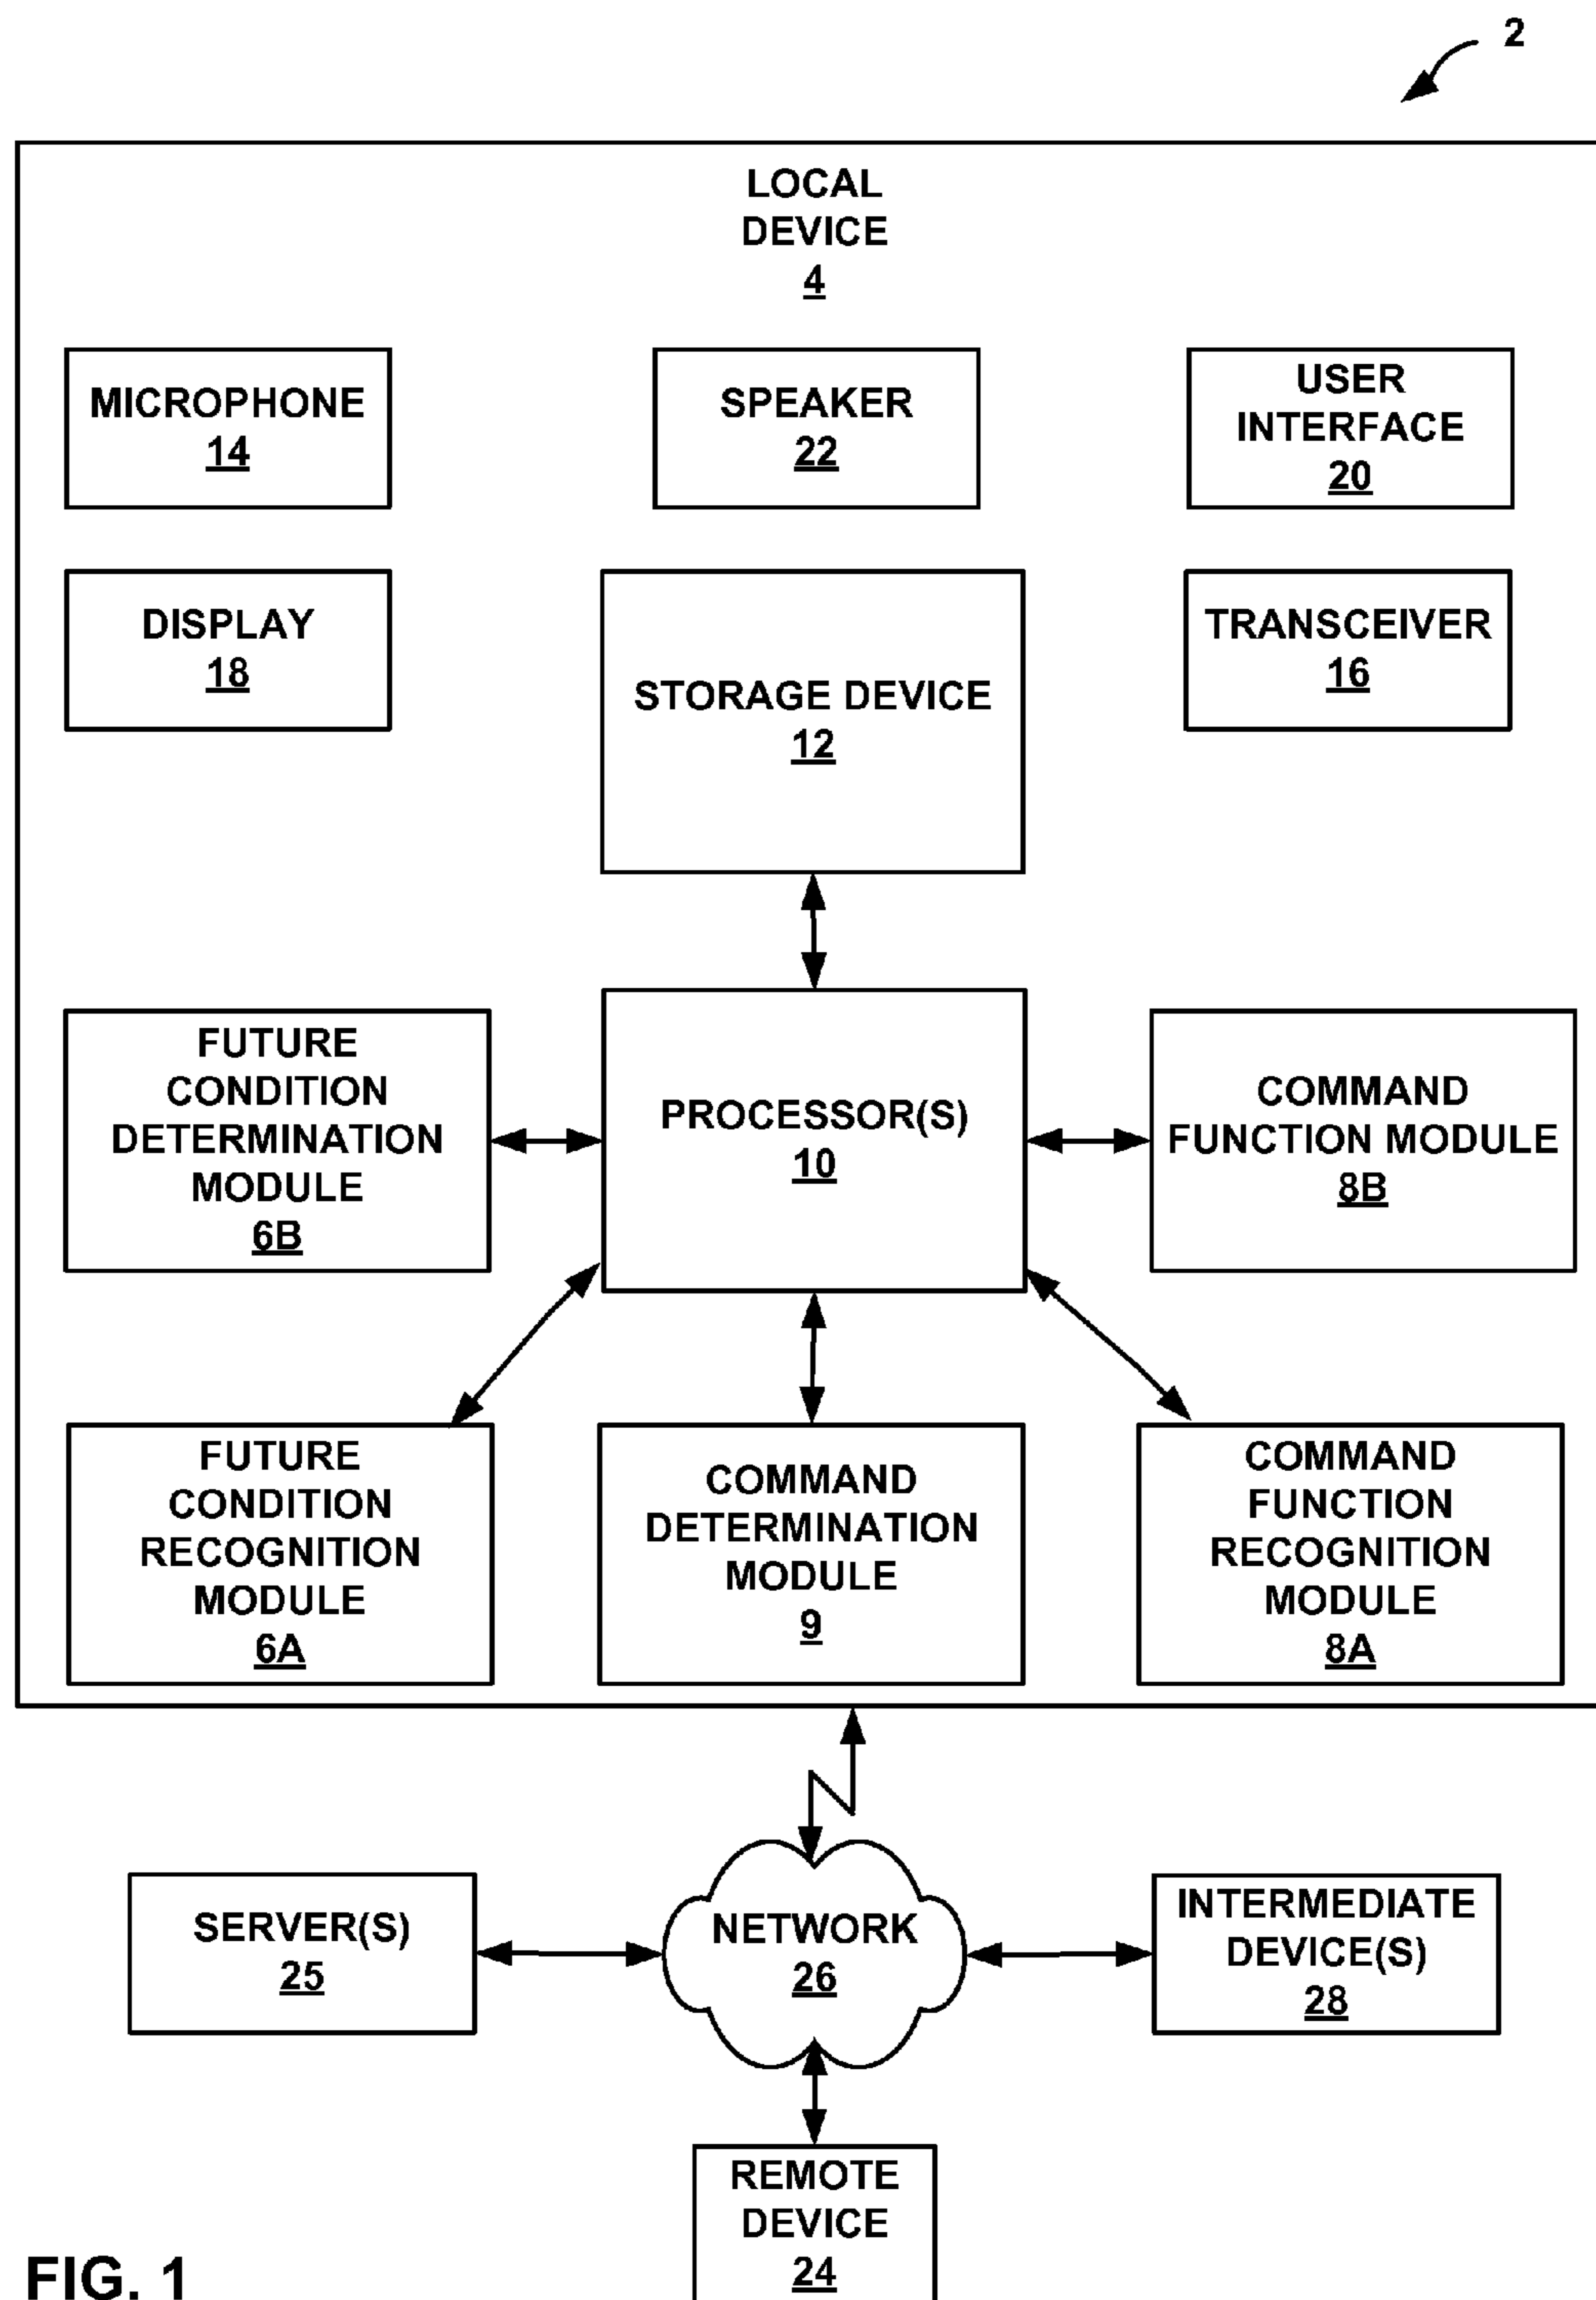 2
LOCAL
DEVICE
4
MICROPHONE
14
SPEAKER
22
USER
INTERFACE
20
DISPLAY
18
STORAGE DEVICE
12
TRANSCEIVER
16
FUTURE
CONDITION
DETERMINATION
MODULE
6B
PROCESSOR(S)
10
COMMAND
FUNCTION MODULE
8B
FUTURE
CONDITION
RECOGNITION
MODULE
6A
COMMAND
DETERMINATION
MODULE
9
COMMAND
FUNCTION
RECOGNITION
MODULE
8A
SERVER(S)
25
NETWORK
26
INTERMEDIATE
DEVICE(S)
28
REMOTE
DEVICE
24
FIG. 1